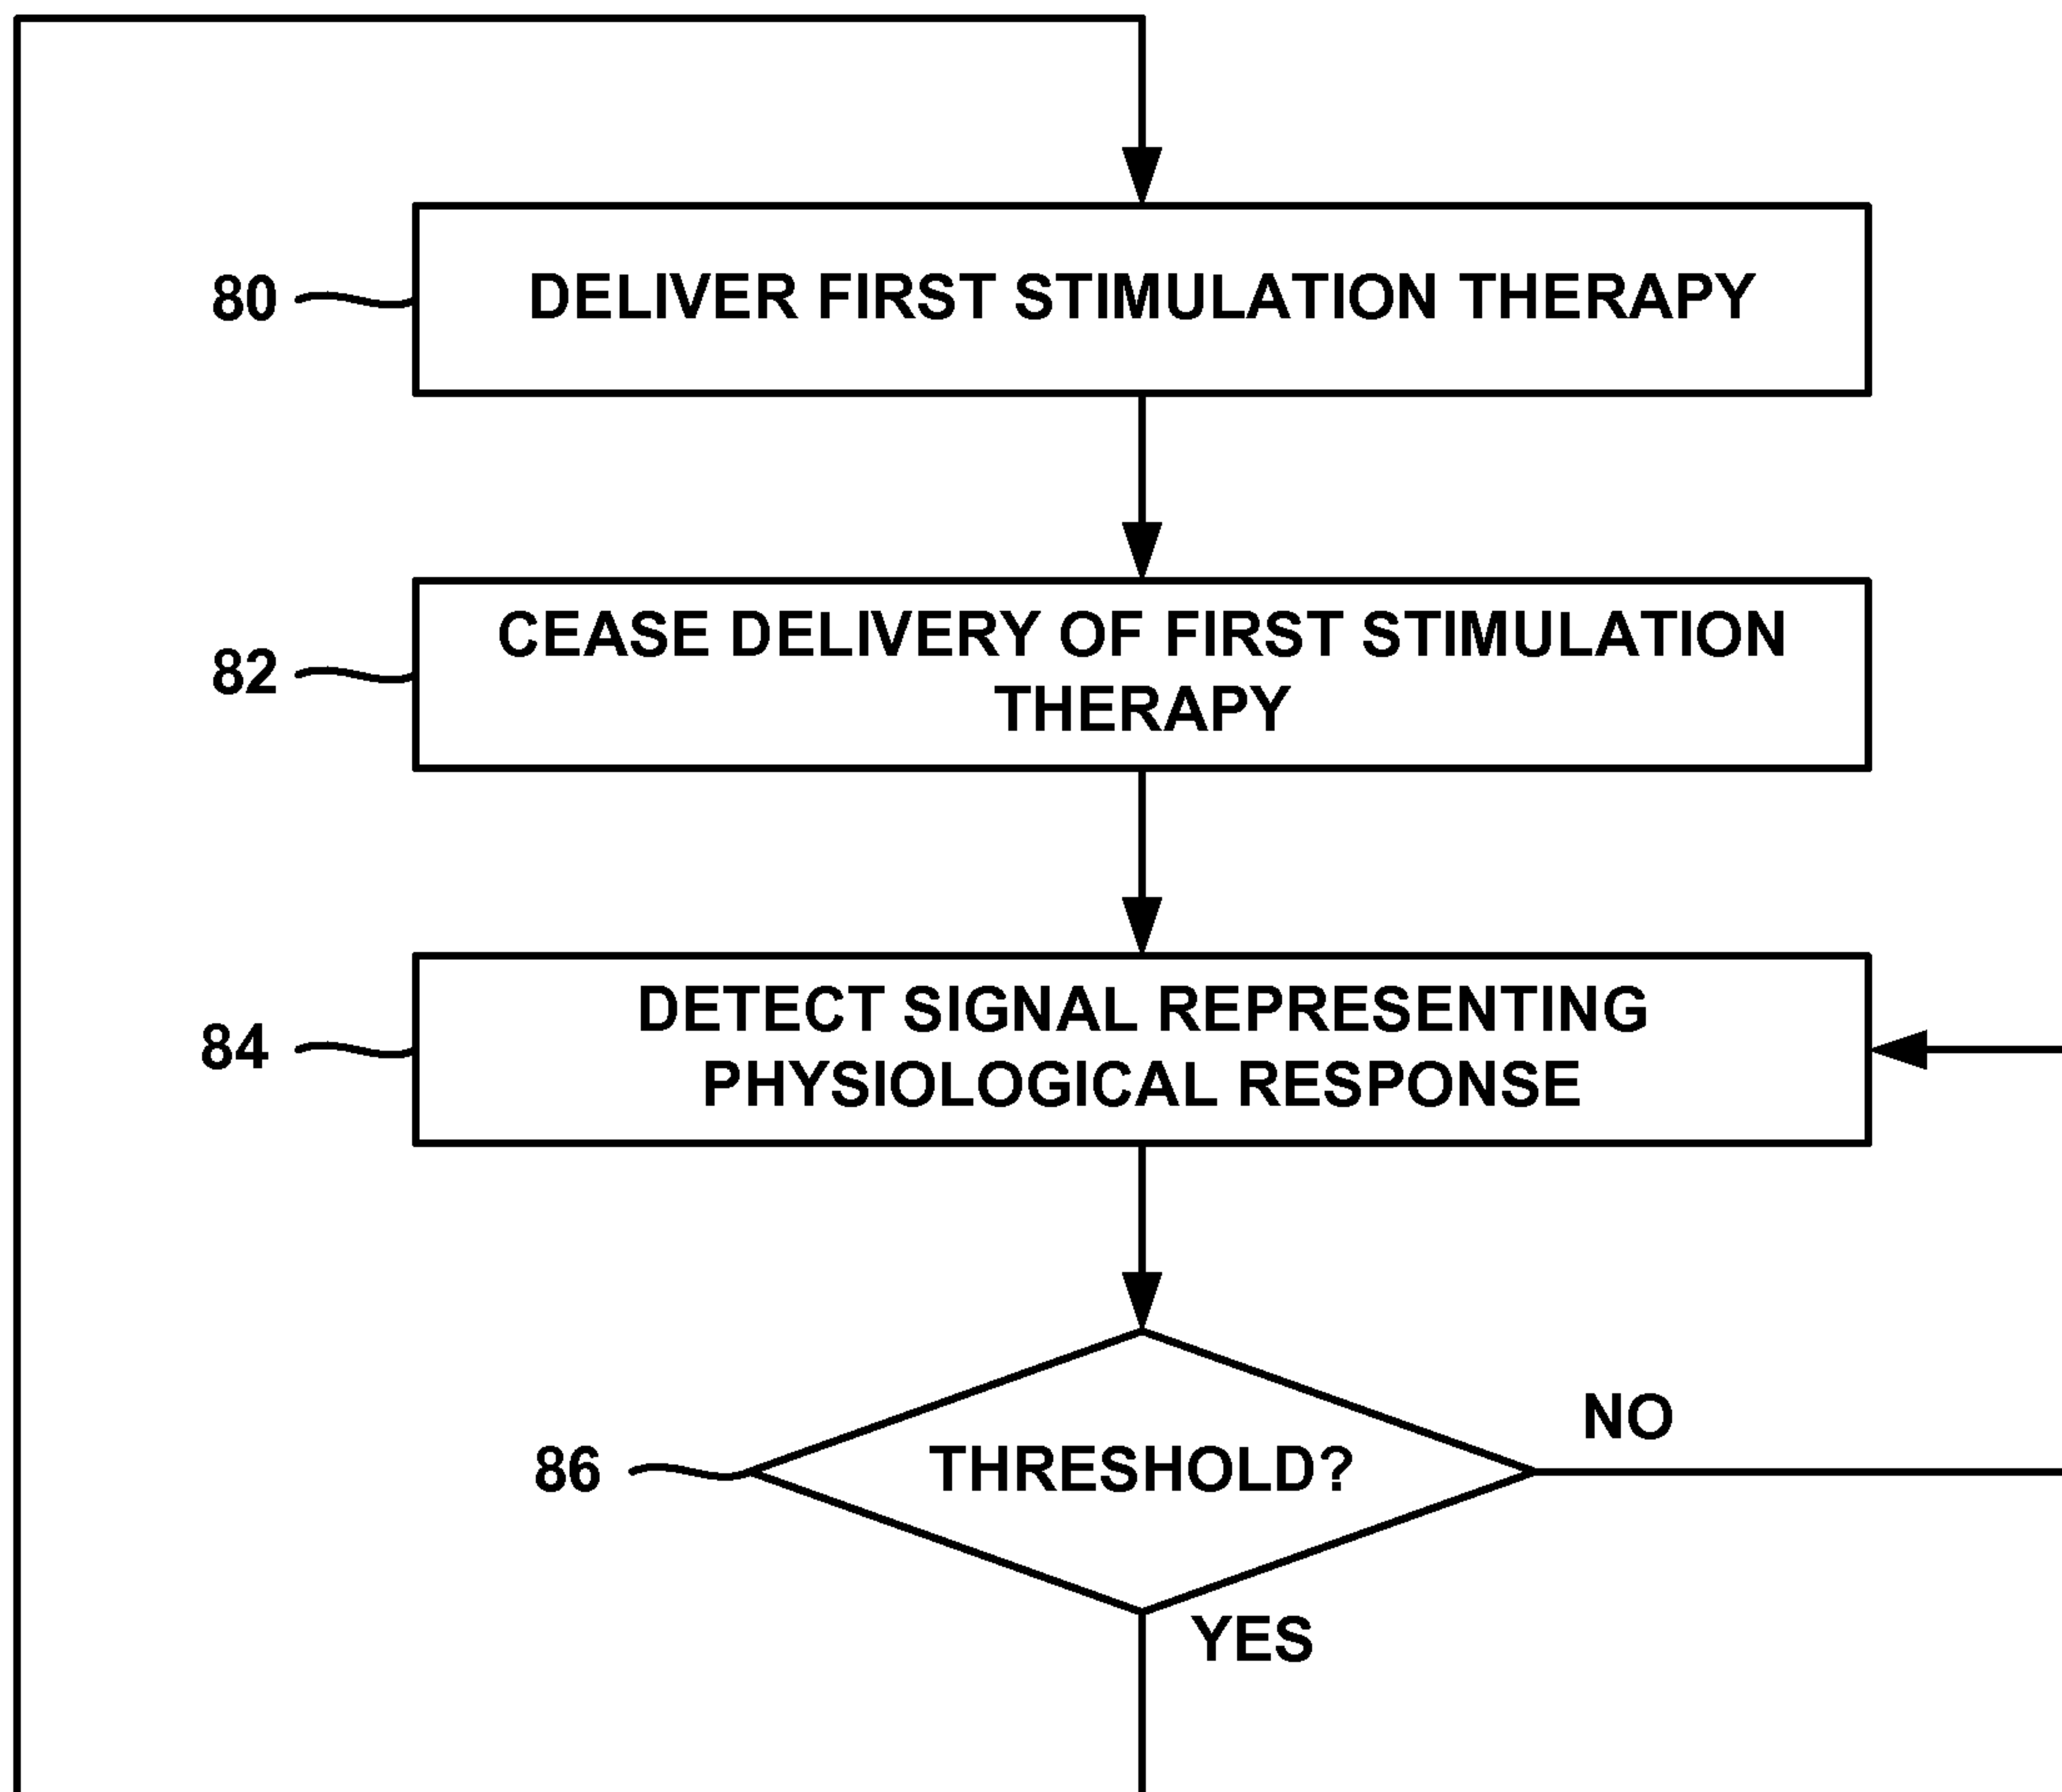 80 DELIVER FIRST STIMULATION THERAPY
82 CEASE DELIVERY OF FIRST STIMULATION
THERAPY
84 DETECT SIGNAL REPRESENTING
PHYSIOLOGICAL RESPONSE
NO
86 THRESHOLD?
YES